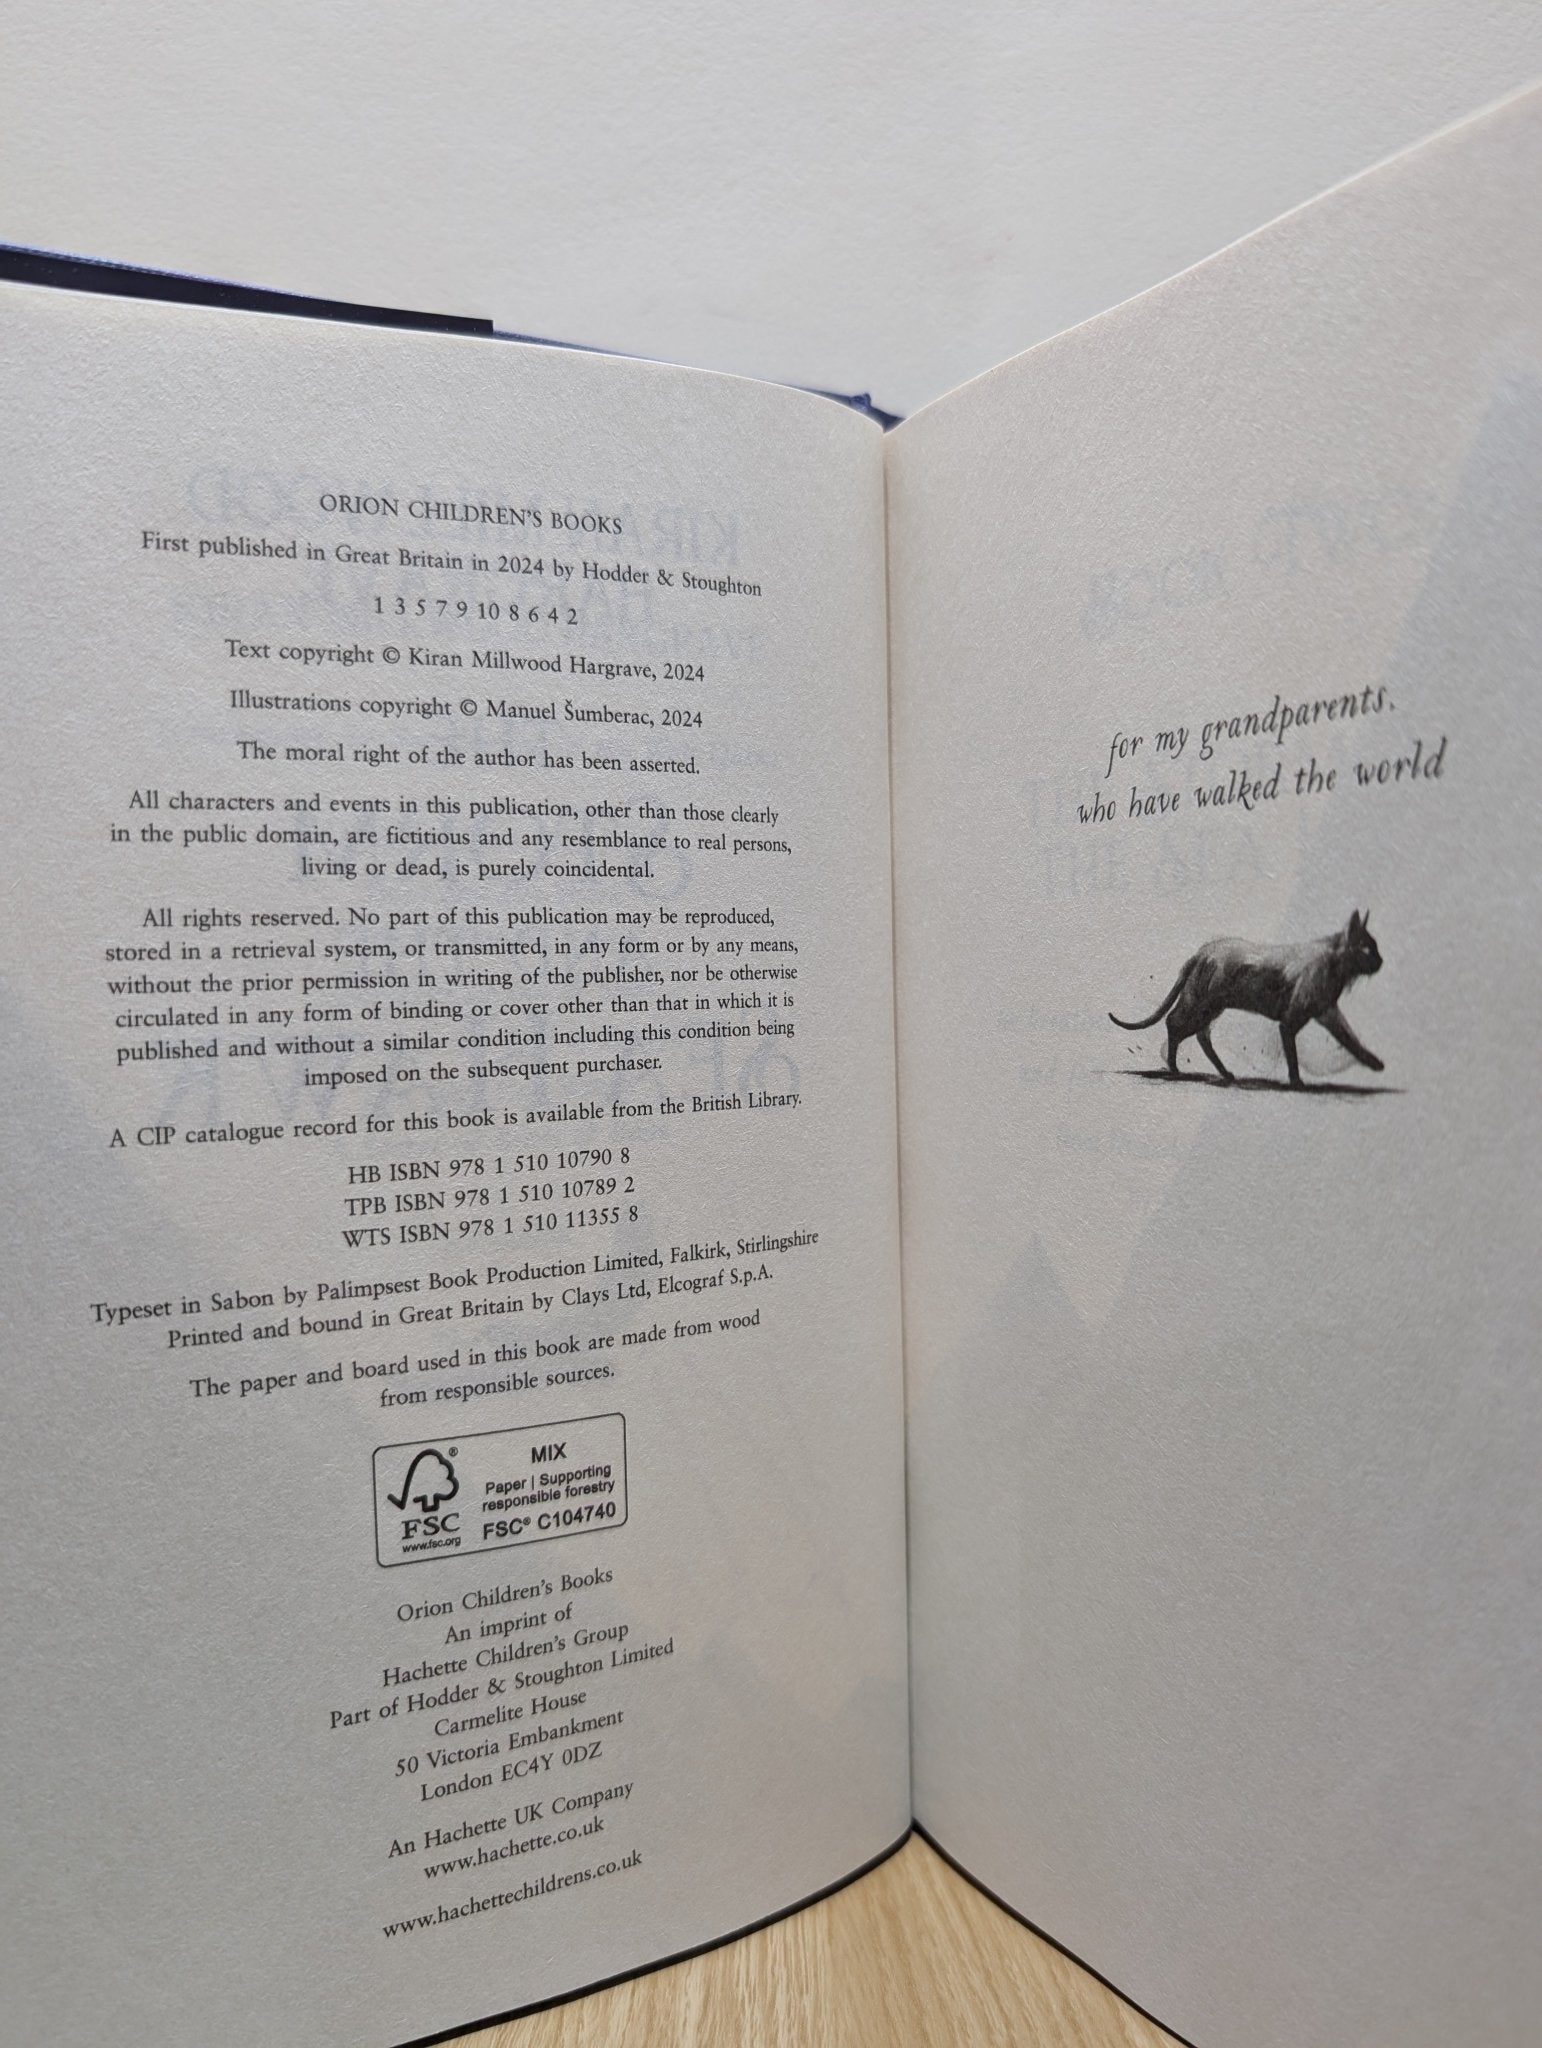 ORION CHILDREN'S BOOKS
First published in Great Britain in 2024 by Hodder & Stoughton
1 3 5 7 9 10 8 6 4 2
Text copyright © Kiran Millwood Hargrave, 2024
Illustrations copyright © Manuel Šumberac, 2024
The moral right of the author has been asserted.
All characters and events in this publication, other than those clearly
in the public domain, are fictitious and any resemblance to real persons,
living or dead, is purely coincidental.
All rights reserved. No part of this publication may be reproduced,
stored in a retrieval system, or transmitted, in any form or by any means,
without the prior permission in writing of the publisher, nor be otherwise
circulated in any form of binding or cover other than that in which it is
published and without a similar condition including this condition being
imposed on the subsequent purchaser.
A CIP catalogue record for this book is available from the British Library.
HB ISBN 978 1 510 10790 8
TPB ISBN 978 1 510 10789 2
WTS ISBN 978 1 510 11355 8
Typeset in Sabon by Palimpsest Book Production Limited, Falkirk, Stirlingshire
Printed and bound in Great Britain by Clays Ltd, Elcograf S.p.A.
The paper and board used in this book are made from wood
from responsible sources.
MIX
Paper | Supporting
responsible forestry
FSC® C104740
®
FSC
www.fsc.org
Orion Children's Books
An imprint of
Hachette Children's Group
Part of Hodder & Stoughton Limited
Carmelite House
50 Victoria Embankment
London EC4Y 0DZ
An Hachette UK Company
www.hachette.co.uk
www.hachettechildrens.co.uk
for my grandparents,
who have walked the world